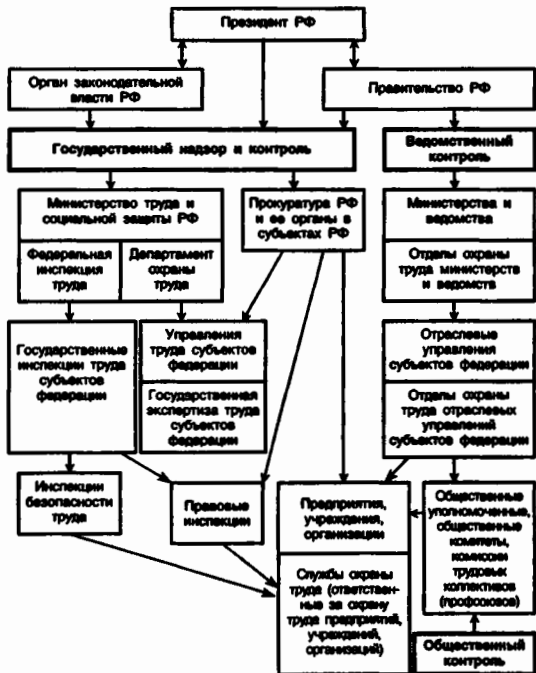 Президент РФ
Орган законодательной
власти РФ
Правительство РФ
Государственный надзор и контроль
Ведомственный
контроль
Министерство труда и
социальной защиты РФ
Федеральная
инспекция
труда
Департамент
охраны
труда
Прокуратура РФ
и ее органы в
субъектах РФ
Министерства и
ведомства
Отделы охраны
труда министерств
и ведомств
Государственные
инспекции труда
субъектов
федерации
Управления
труда субъектов
федерации
Государственная
экспертиза труда
субъектов
федерации
Отраслевые
управления
субъектов федерации
Отделы охраны
труда отраслевых
управлений
субъектов федерации
Инспекции
безопасности
труда
Правовые
инспекции
Предприятия,
учреждения,
организации
Службы охраны
труда (ответствен-
ные за охрану
труда предприятий,
учреждений,
организаций)
Общественные
уполномоченные,
общественные
комитеты,
комиссии
трудовых
коллективов
(профсоюзов)
Общественный
контроль